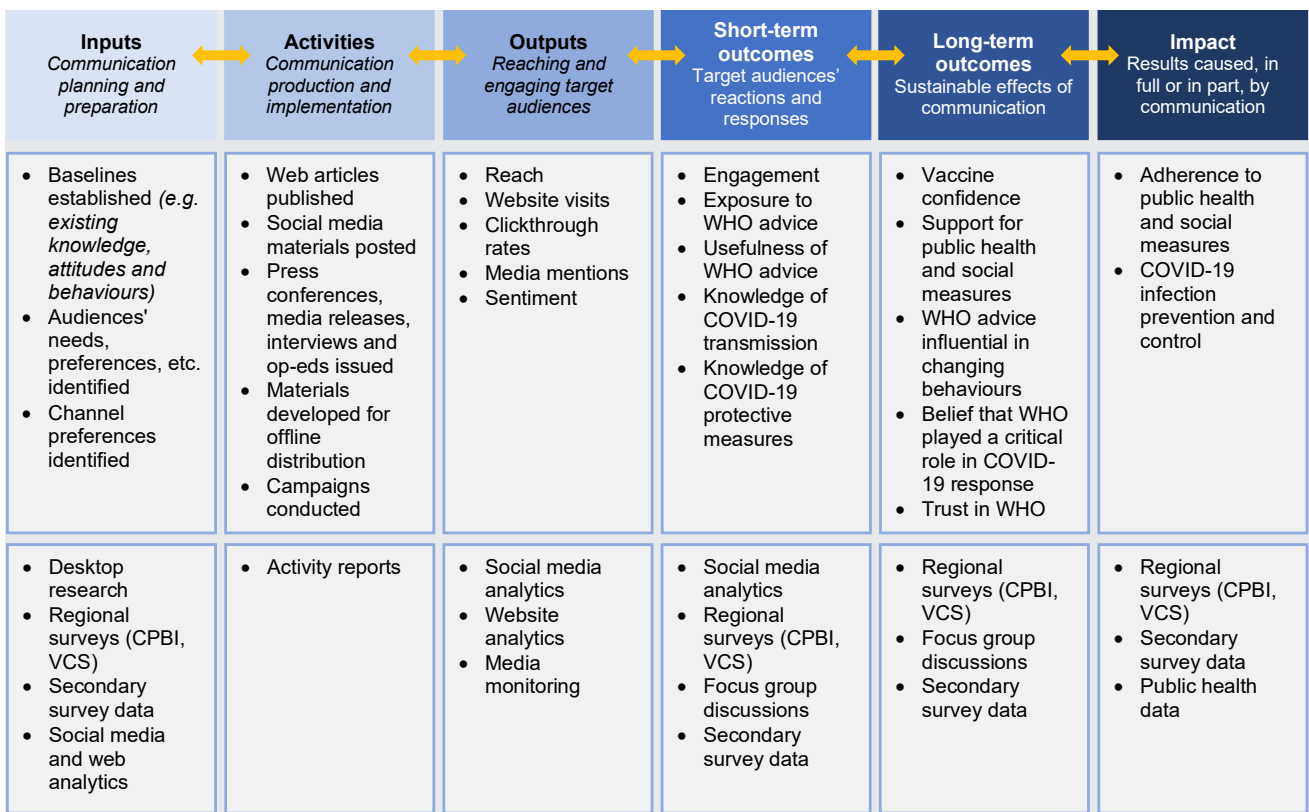 Inputs
Communication
planning and
preparation
Activities
Communication
production and
implementation
Outputs
Reaching and
engaging target
audiences
Short-term
outcomes
Target audiences’
reactions and
responses
Long-term
outcomes
Sustainable effects of
communication
Impact
Results caused, in
full or in part, by
communication
• Baselines
established (e.g.
existing
knowledge,
attitudes and
behaviours)
• Audiences'
needs,
preferences, etc.
identified
• Channel
preferences
identified
• Web articles
published
• Social media
materials posted
• Press
conferences,
media releases,
interviews and
op-eds issued
• Materials
developed for
offline
distribution
• Campaigns
conducted
• Reach
• Website visits
• Clickthrough
rates
• Media mentions
• Sentiment
• Engagement
• Exposure to
WHO advice
• Usefulness of
WHO advice
• Knowledge of
COVID-19
transmission
• Knowledge of
COVID-19
protective
measures
• Vaccine
confidence
• Support for
public health
and social
measures
• WHO advice
influential in
changing
behaviours
• Belief that WHO
played a critical
role in COVID-
19 response
• Trust in WHO
• Adherence to
public health
and social
measures
• COVID-19
infection
prevention and
control
• Desktop
research
• Regional
surveys (CPBI,
VCS)
• Secondary
survey data
• Social media
and web
analytics
• Activity reports
• Social media
analytics
• Website
analytics
• Media
monitoring
• Social media
analytics
• Regional
surveys (CPBI,
VCS)
• Focus group
discussions
• Secondary
survey data
• Regional
surveys (CPBI,
VCS)
• Focus group
discussions
• Secondary
survey data
• Regional
surveys (CPBI,
VCS)
• Secondary
survey data
• Public health
data